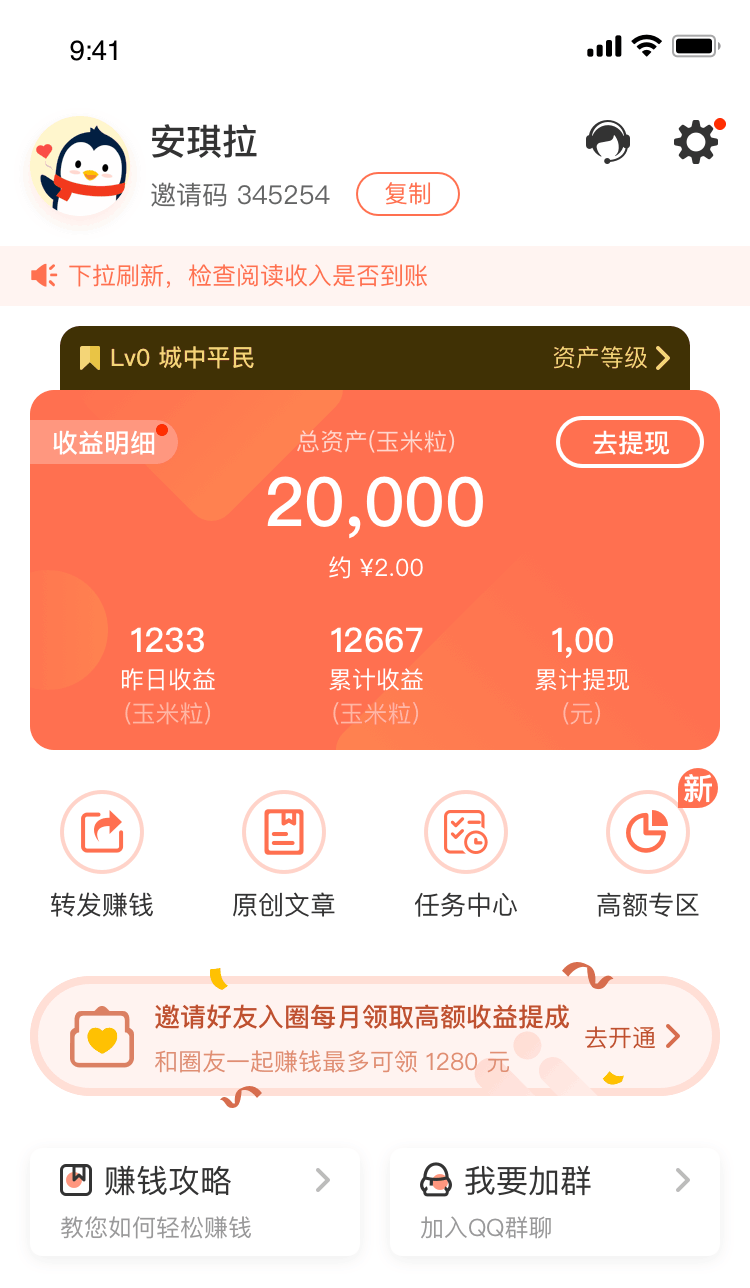 9:41
安琪拉
邀请码 345254 复制
下拉刷新，检查阅读收入是否到账
Lv0 城中平民 资产等级
收益明细 总资产(玉米粒) 去提现
20,000
约 ¥2.00
1233 12667 1,00
昨日收益 累计收益 累计提现
(玉米粒) (玉米粒) (元)
新
转发赚钱 原创文章 任务中心 高额专区
邀请好友入圈每月领取高额收益提成
去开通
和圈友一起赚钱最多可领 1280 元
赚钱攻略 我要加群
教您如何轻松赚钱 加入QQ群聊